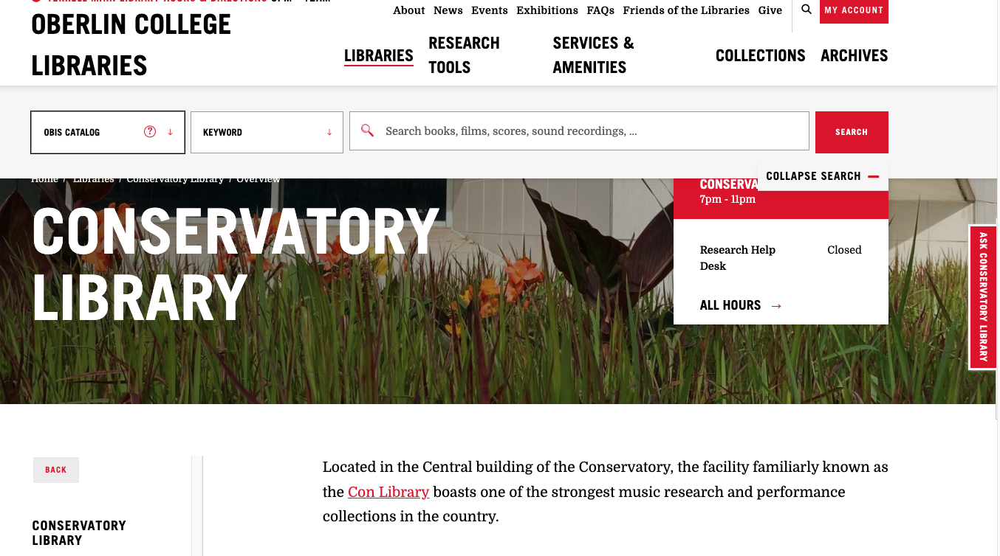 OBERLIN COLLEGE
LIBRARIES
About News Events Exhibitions FAQs Friends of the Libraries Give
MY ACCOUNT
LIBRARIES
RESEARCH
TOOLS
SERVICES &
AMENITIES
COLLECTIONS
ARCHIVES
OBIS CATALOG
KEYWORD
Search books, films, scores, sound recordings, ...
SEARCH
COLLAPSE SEARCH
Home / Libraries / Conservatory Library / Overview
CONSERVATORY
LIBRARY
7pm - 11pm
Research Help
Desk
Closed
ALL HOURS →
ASK CONSERVATORY LIBRARY
BACK
CONSERVATORY
LIBRARY
Located in the Central building of the Conservatory, the facility familiarly known as
the Con Library boasts one of the strongest music research and performance
collections in the country.